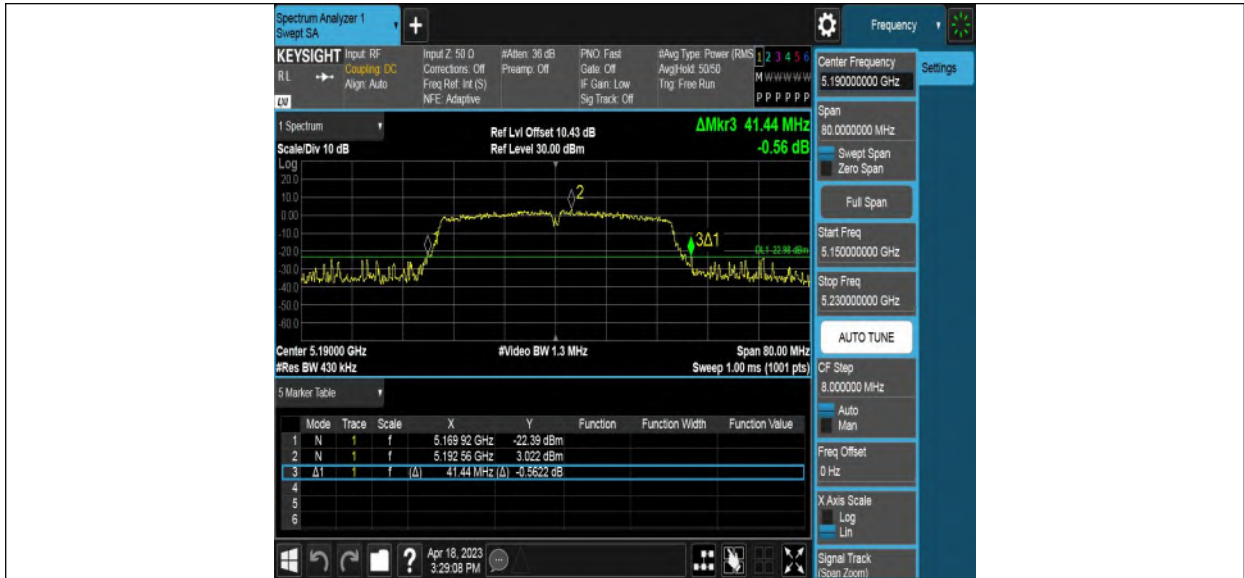 Spectrum Analyzer 1
Swept SA
+
Frequency
KEYSIGHT
RL
LXI
Input: RF
Coupling: DC
Align: Auto
Input Z: 50 Ω
Corrections: Off
Freq Ref: Int (S)
NFE: Adaptive
#Atten: 36 dB
Preamp: Off
PNO: Fast
Gate: Off
IF Gain: Low
Sig Track: Off
#Avg Type: Power (RMS
Avg|Hold: 50/50
Trig: Free Run
1 2 3 4 5 6
M W W W W W
P P P P P P
1 Spectrum
Scale/Div 10 dB
Ref Lvl Offset 10.43 dB
Ref Level 30.00 dBm
ΔMkr3 41.44 MHz
-0.56 dB
Log
20.0
10.0
0.00
-10.0
-20.0
-30.0
-40.0
-50.0
-60.0
1
2
3Δ1
DL1 -22.98 dBm
Center 5.19000 GHz
#Video BW 1.3 MHz
Span 80.00 MHz
#Res BW 430 kHz
Sweep 1.00 ms (1001 pts)
5 Marker Table
Mode Trace Scale X Y Function Function Width Function Value
1 N 1 f 5.169 92 GHz -22.39 dBm
2 N 1 f 5.192 56 GHz 3.022 dBm
3 Δ1 1 f (Δ) 41.44 MHz (Δ) -0.5622 dB
4
5
6
?
Apr 18, 2023
3:29:08 PM
Center Frequency
5.190000000 GHz
Settings
Span
80.0000000 MHz
Swept Span
Zero Span
Full Span
Start Freq
5.150000000 GHz
Stop Freq
5.230000000 GHz
AUTO TUNE
CF Step
8.000000 MHz
Auto
Man
Freq Offset
0 Hz
X Axis Scale
Log
Lin
Signal Track
(Span Zoom)